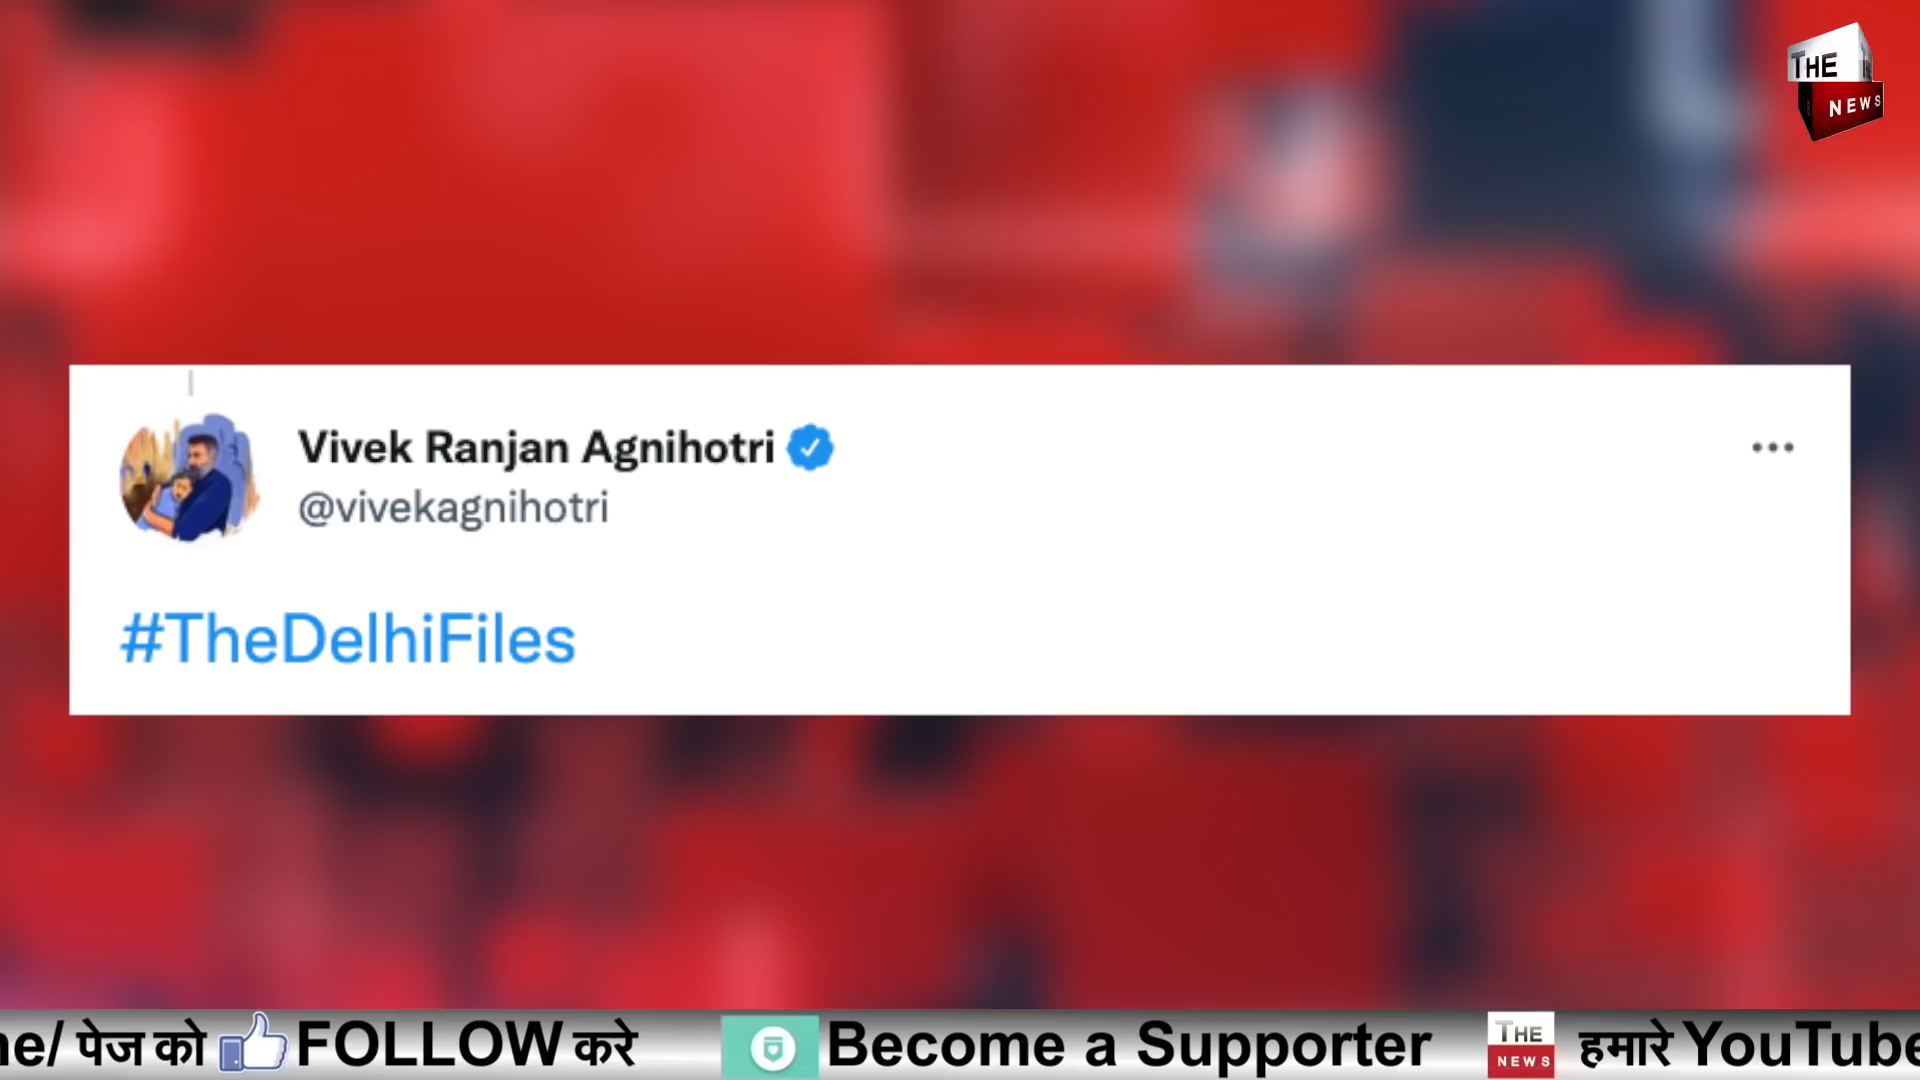 THE
NEWS
Vivek Ranjan Agnihotri
@vivekagnihotri
#TheDelhiFiles
पेज को FOLLOW करे Become a Supporter THE NEWS हमारे YouTube